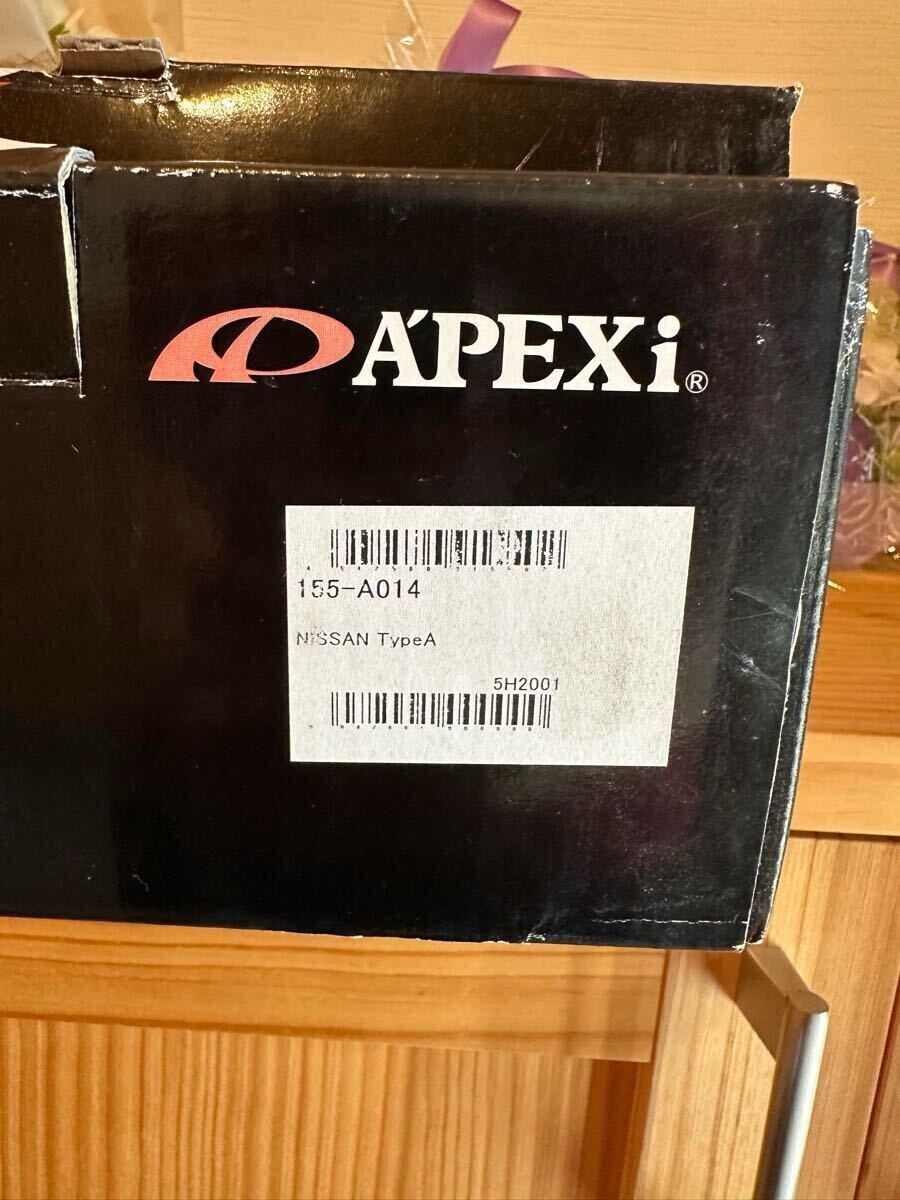 A'PEXi®
155-A014
NISSAN TypeA
5H2001